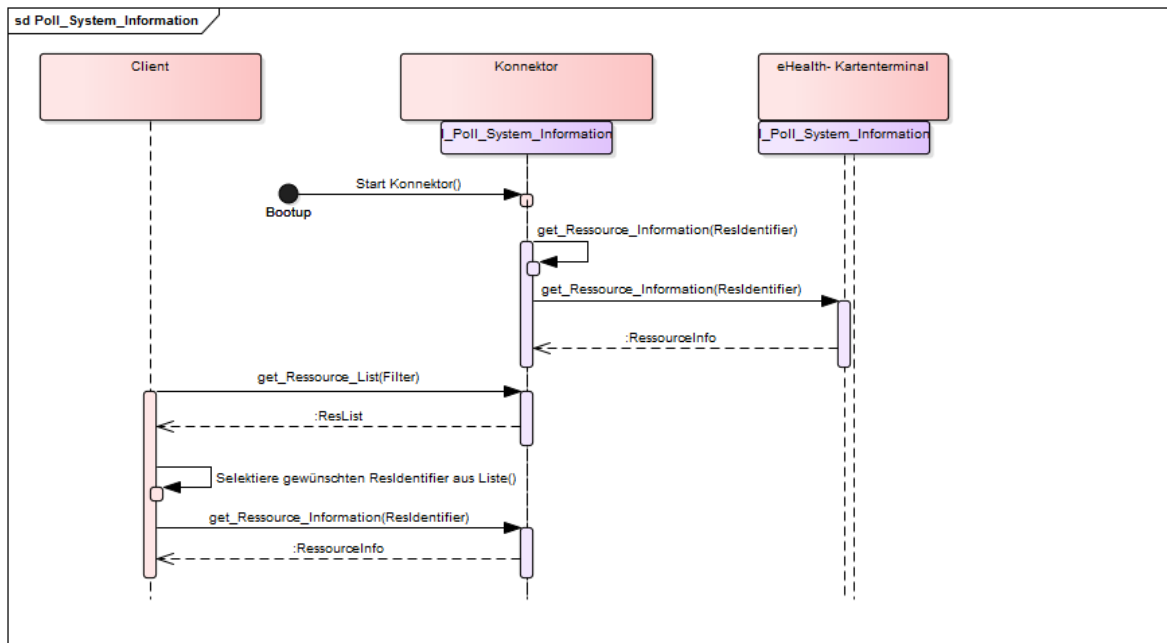 sd Poll_System_Information
Client
Konnektor
eHealth- Kartenterminal
I_Poll_System_Information
I_Poll_System_Information
Start Konnektor()
Bootup
get_Ressource_Information(ResIdentifier)
get_Ressource_Information(ResIdentifier)
:RessourceInfo
get_Ressource_List(Filter)
:ResList
Selektiere gewünschten ResIdentifier aus Liste()
get_Ressource_Information(ResIdentifier)
:RessourceInfo